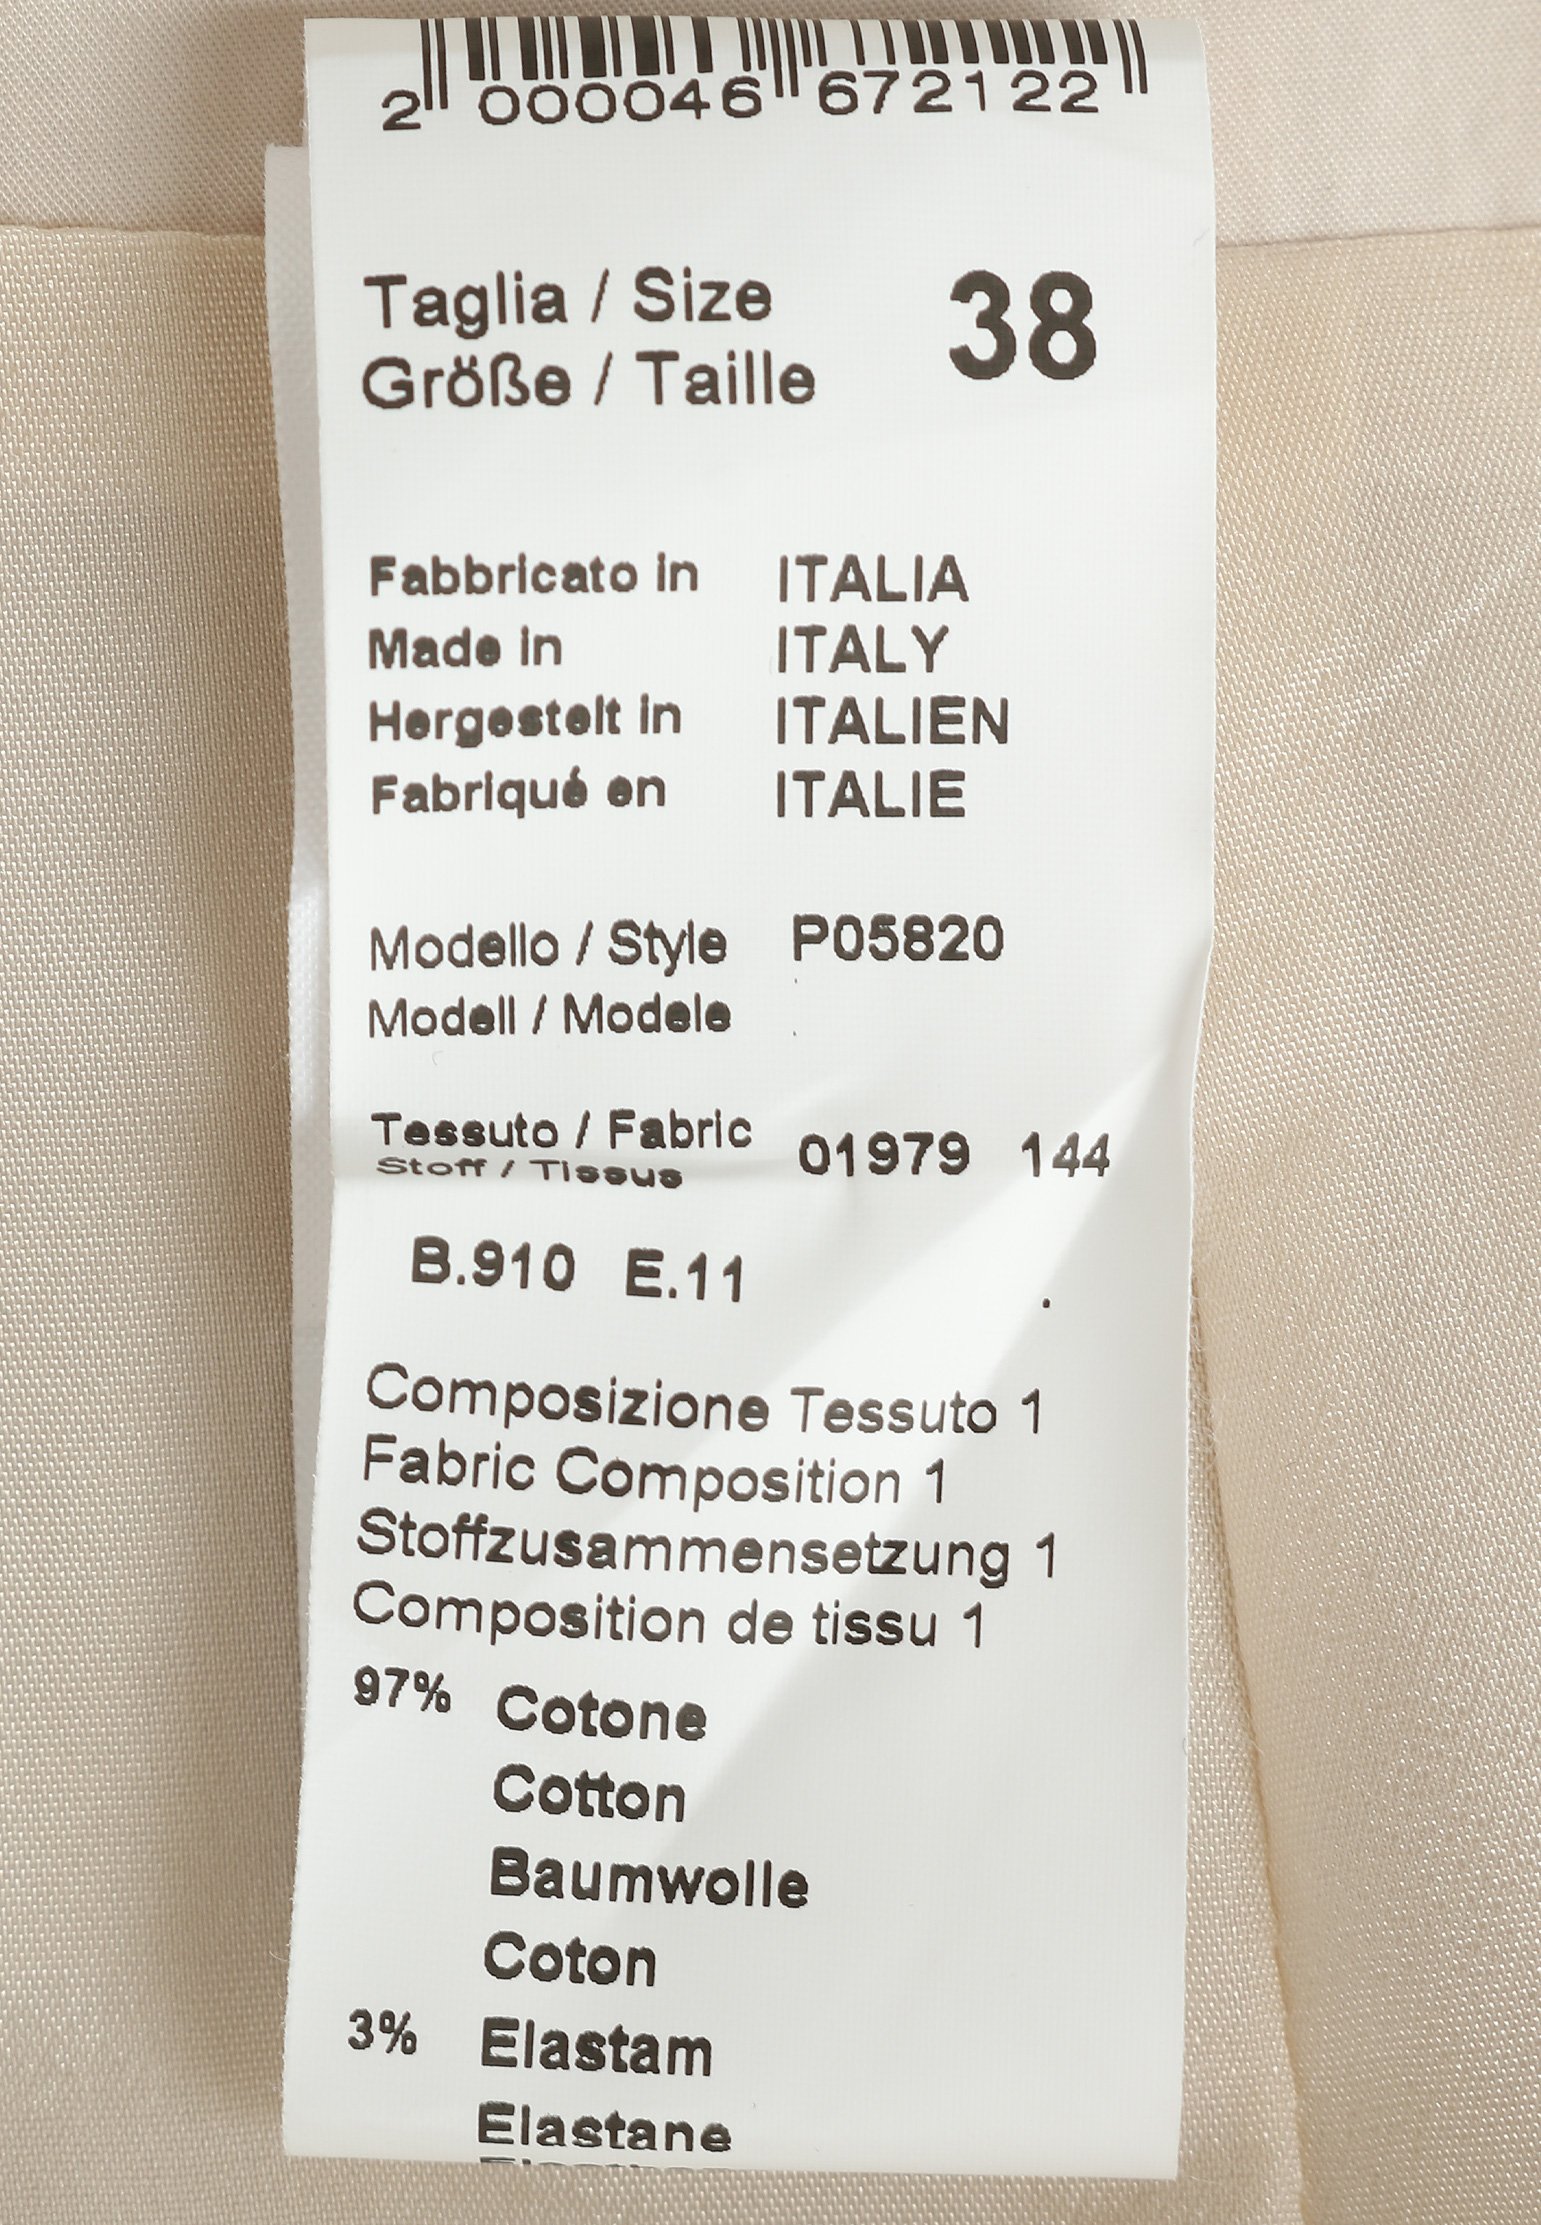 2 000046 672122
Taglia / Size 38
Größe / Taille
Fabbricato in ITALIA
Made in ITALY
Hergestelt in ITALIEN
Fabriqué en ITALIE
Modello / Style P05820
Modell / Modele
Tessuto / Fabric 01979 144
Stoff / Tissus
B.910 E.11 .
Composizione Tessuto 1
Fabric Composition 1
Stoffzusammensetzung 1
Composition de tissu 1
97% Cotone
Cotton
Baumwolle
Coton
3% Elastam
Elastane